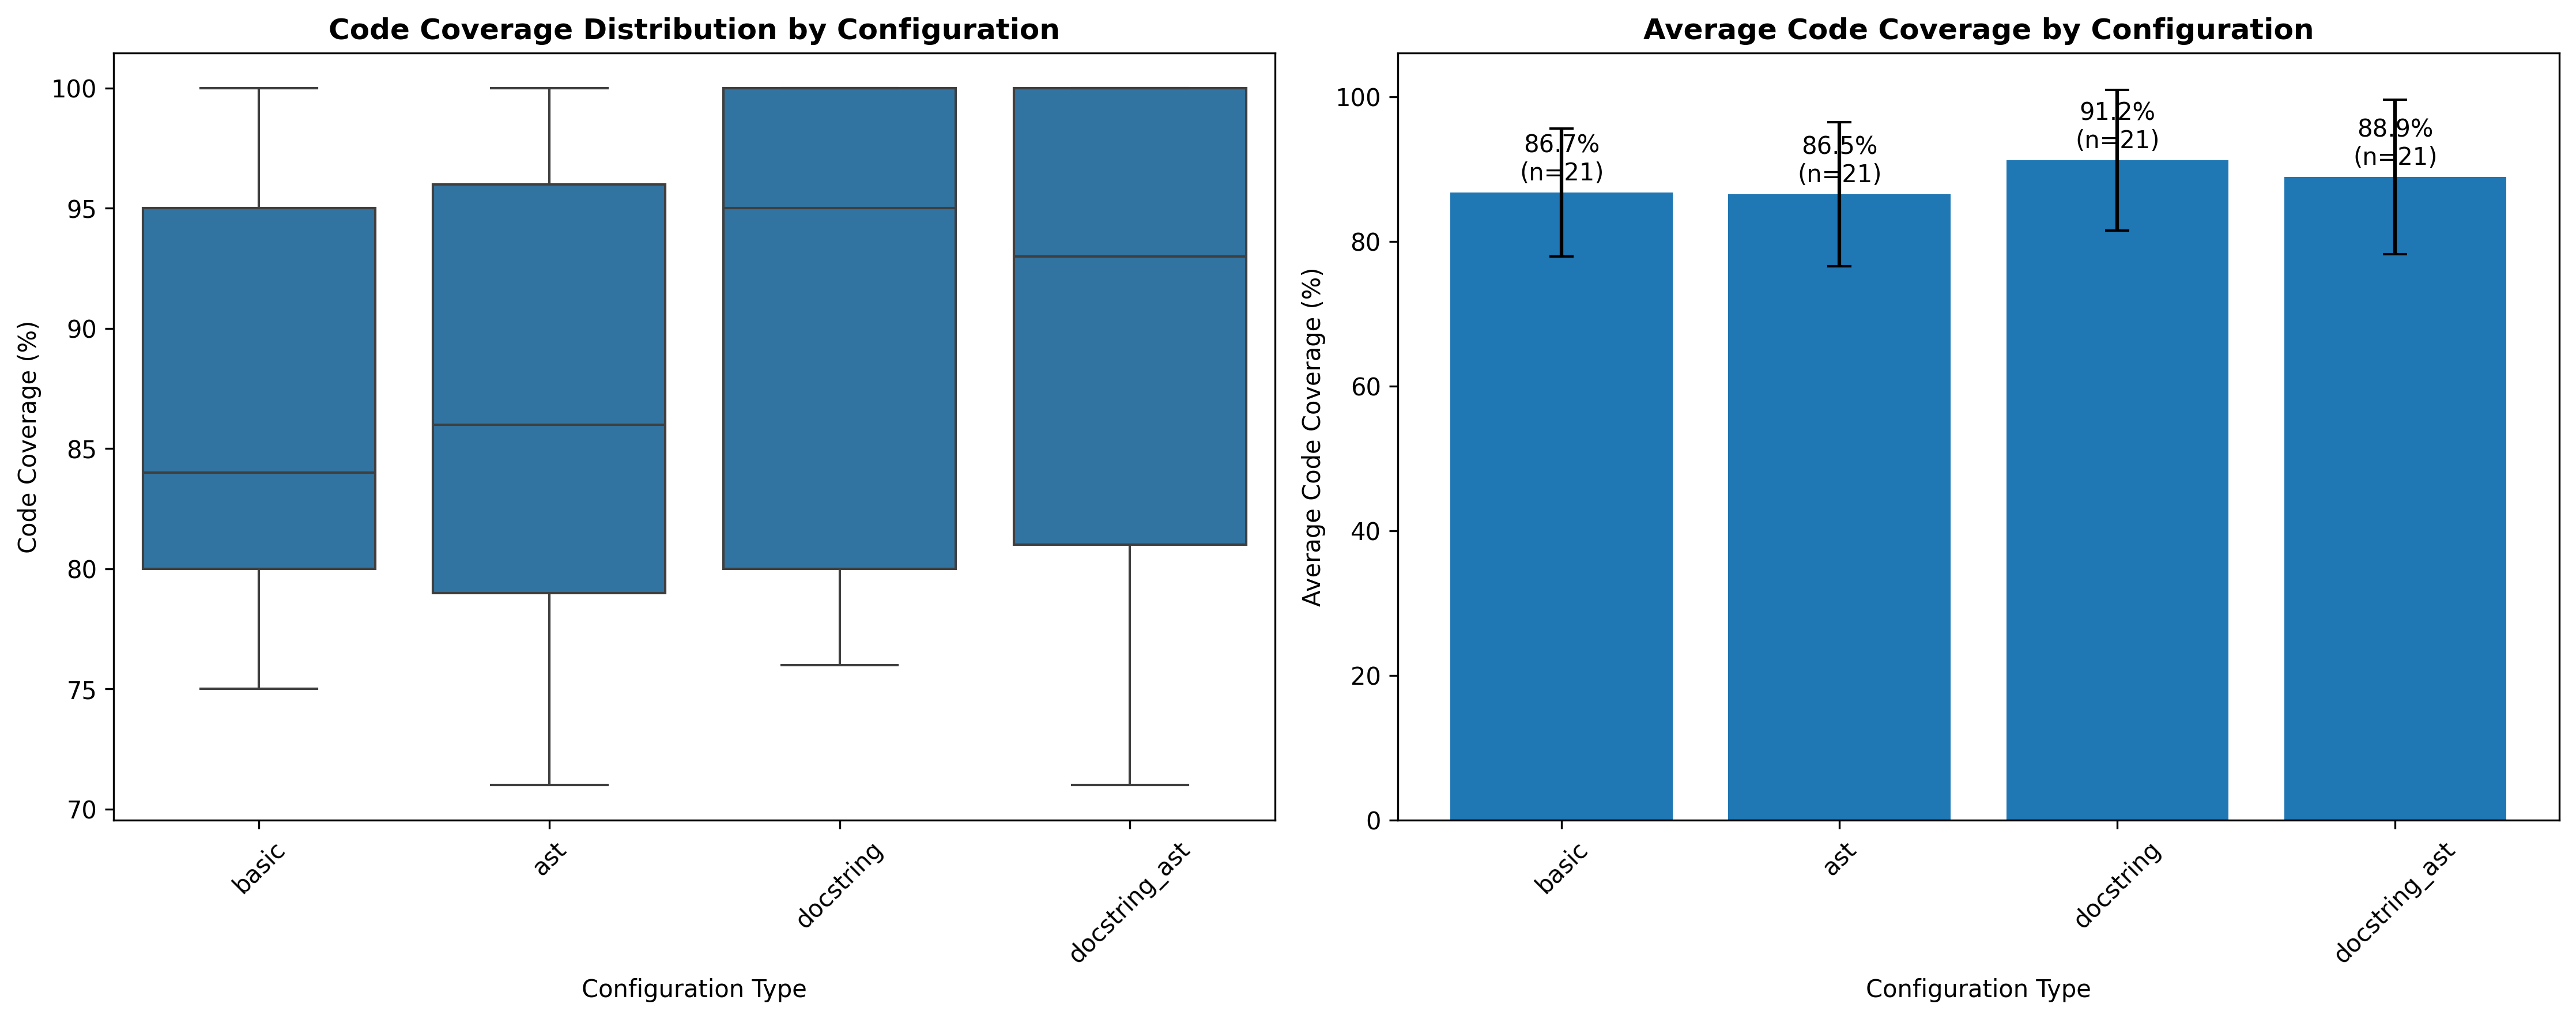 Code Coverage Distribution by Configuration
Code Coverage (%)
100
95
90
85
80
75
70
basic
ast
docstring
docstring_ast
Configuration Type
Average Code Coverage by Configuration
Average Code Coverage (%)
100
80
60
40
20
0
86.7%
(n=21)
86.5%
(n=21)
91.2%
(n=21)
88.9%
(n=21)
basic
ast
docstring
docstring_ast
Configuration Type